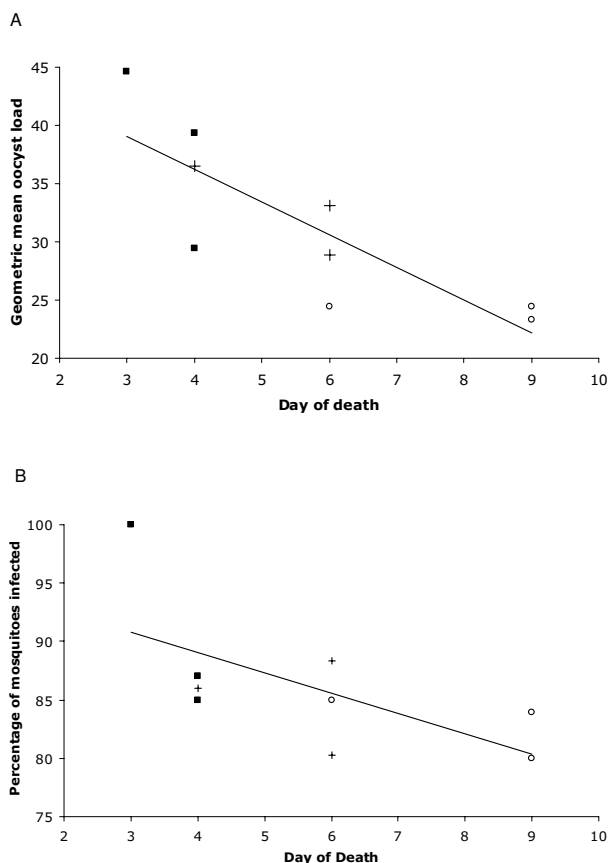 A
45
40
35
30
25
20
Geometric mean oocyst load
2 3 4 5 6 7 8 9 10
Day of death
B
100
95
90
85
80
75
Percentage of mosquitoes infected
2 3 4 5 6 7 8 9 10
Day of Death